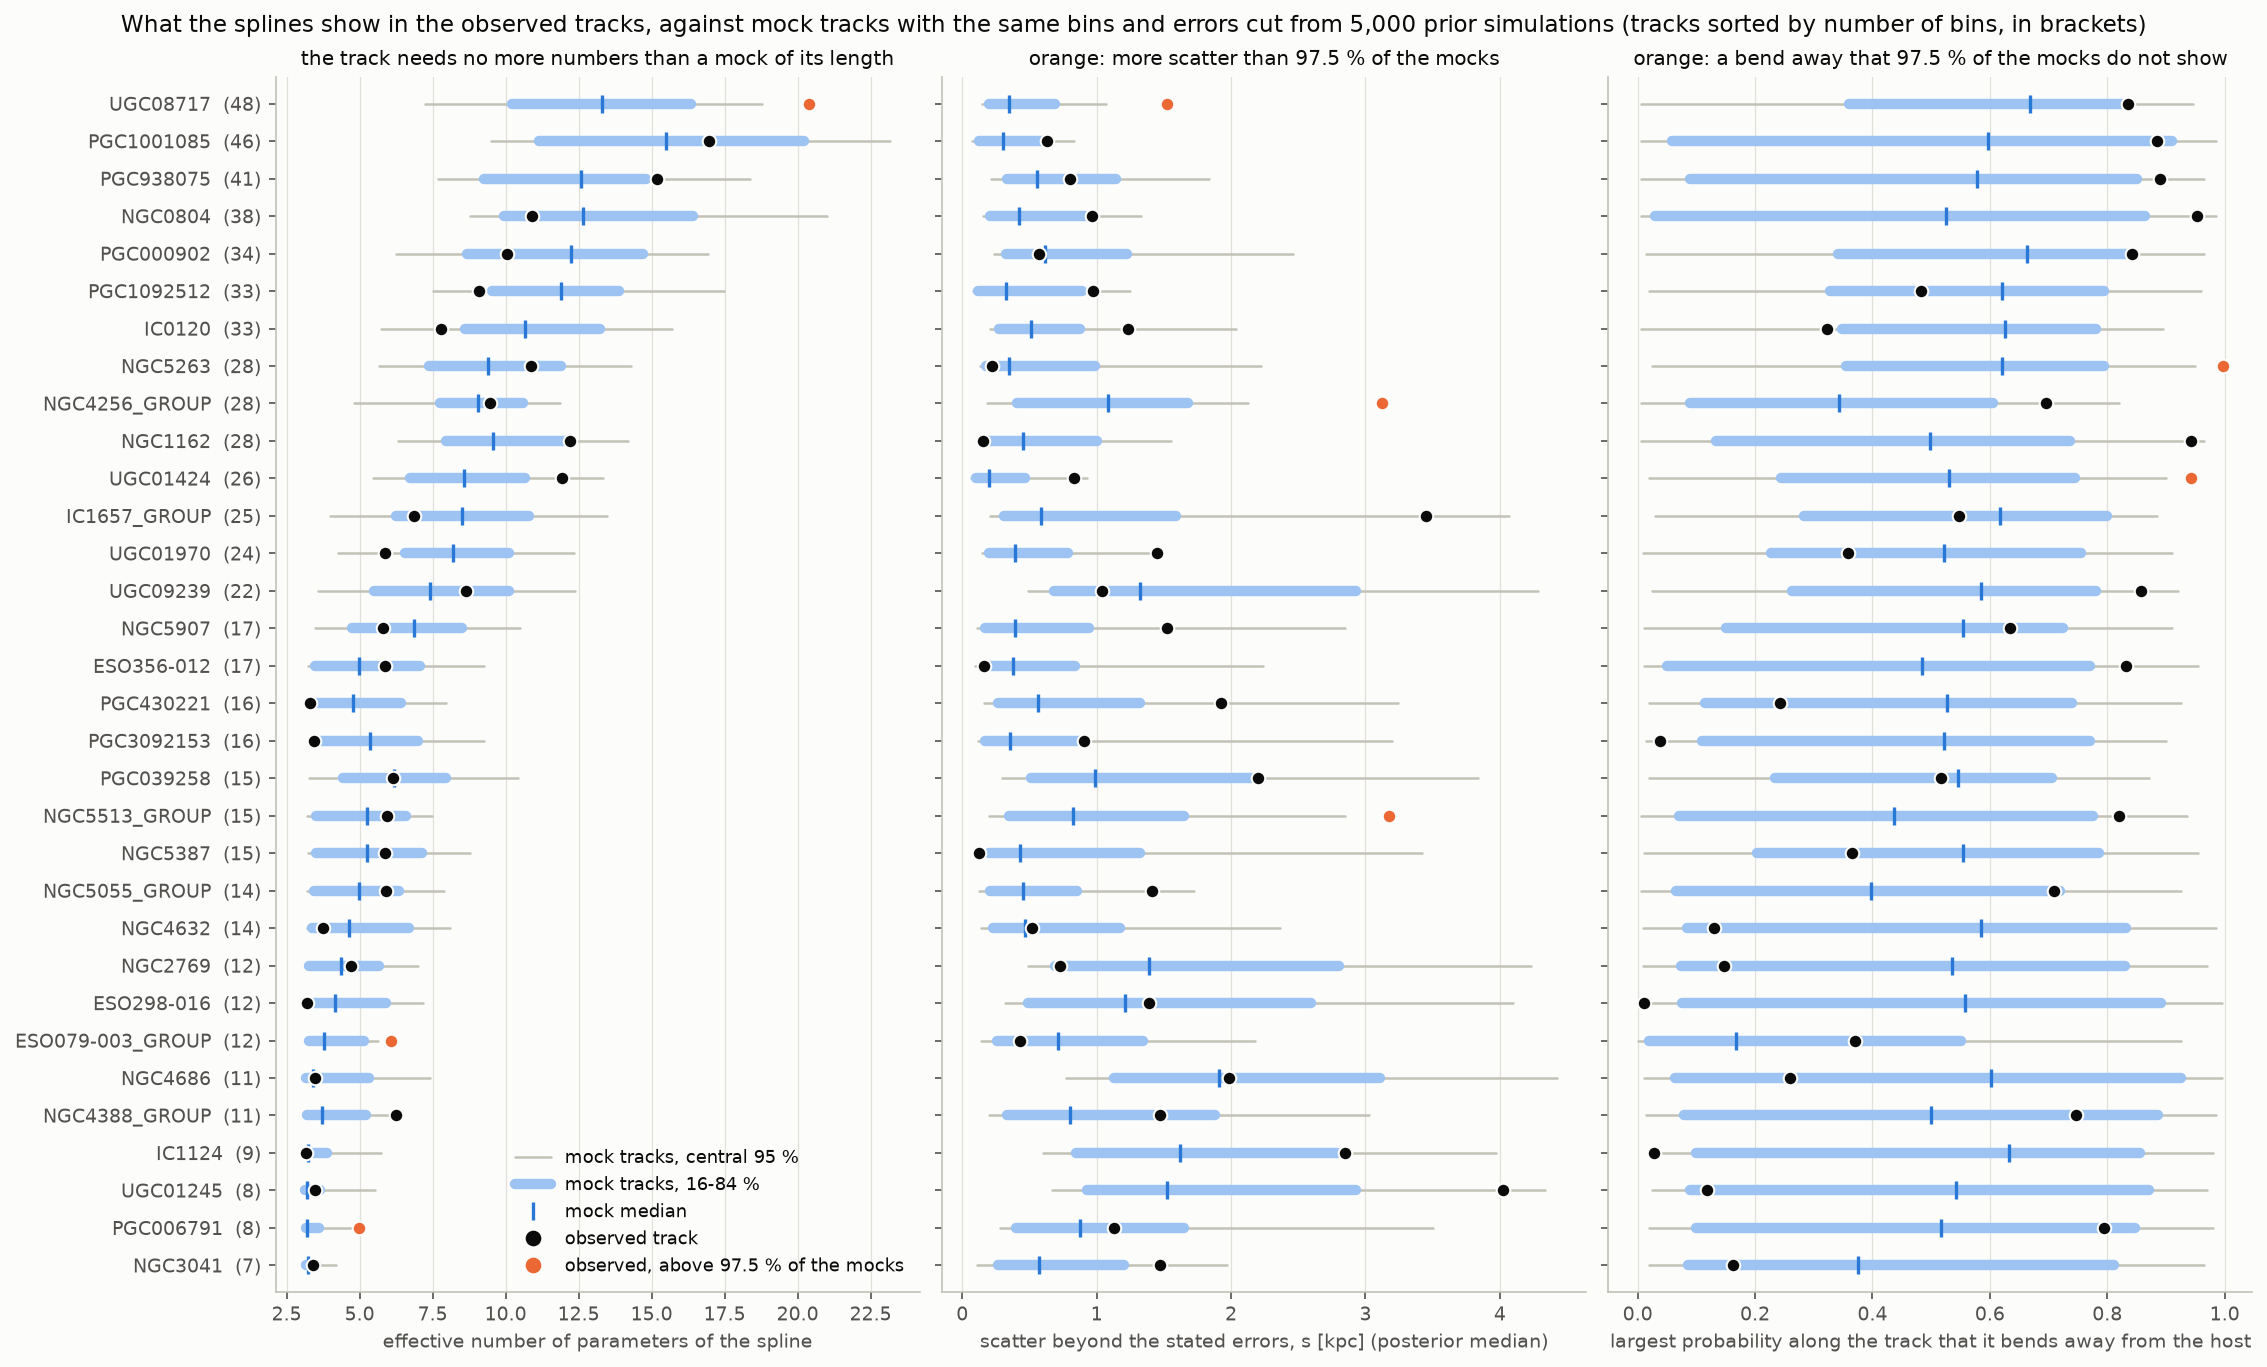 What the splines show in the observed tracks, against mock tracks with the same bins and errors cut from 5,000 prior simulations (tracks sorted by number of bins, in brackets)
the track needs no more numbers than a mock of its length
orange: more scatter than 97.5 % of the mocks
orange: a bend away that 97.5 % of the mocks do not show
UGC08717 (48)
PGC1001085 (46)
PGC938075 (41)
NGC0804 (38)
PGC000902 (34)
PGC1092512 (33)
IC0120 (33)
NGC5263 (28)
NGC4256_GROUP (28)
NGC1162 (28)
UGC01424 (26)
IC1657_GROUP (25)
UGC01970 (24)
UGC09239 (22)
NGC5907 (17)
ESO356-012 (17)
PGC430221 (16)
PGC3092153 (16)
PGC039258 (15)
NGC5513_GROUP (15)
NGC5387 (15)
NGC5055_GROUP (14)
NGC4632 (14)
NGC2769 (12)
ESO298-016 (12)
ESO079-003_GROUP (12)
NGC4686 (11)
NGC4388_GROUP (11)
IC1124 (9)
UGC01245 (8)
PGC006791 (8)
NGC3041 (7)
mock tracks, central 95 %
mock tracks, 16-84 %
mock median
observed track
observed, above 97.5 % of the mocks
2.5 5.0 7.5 10.0 12.5 15.0 17.5 20.0 22.5
effective number of parameters of the spline
0 1 2 3 4
scatter beyond the stated errors, s [kpc] (posterior median)
0.0 0.2 0.4 0.6 0.8 1.0
largest probability along the track that it bends away from the host